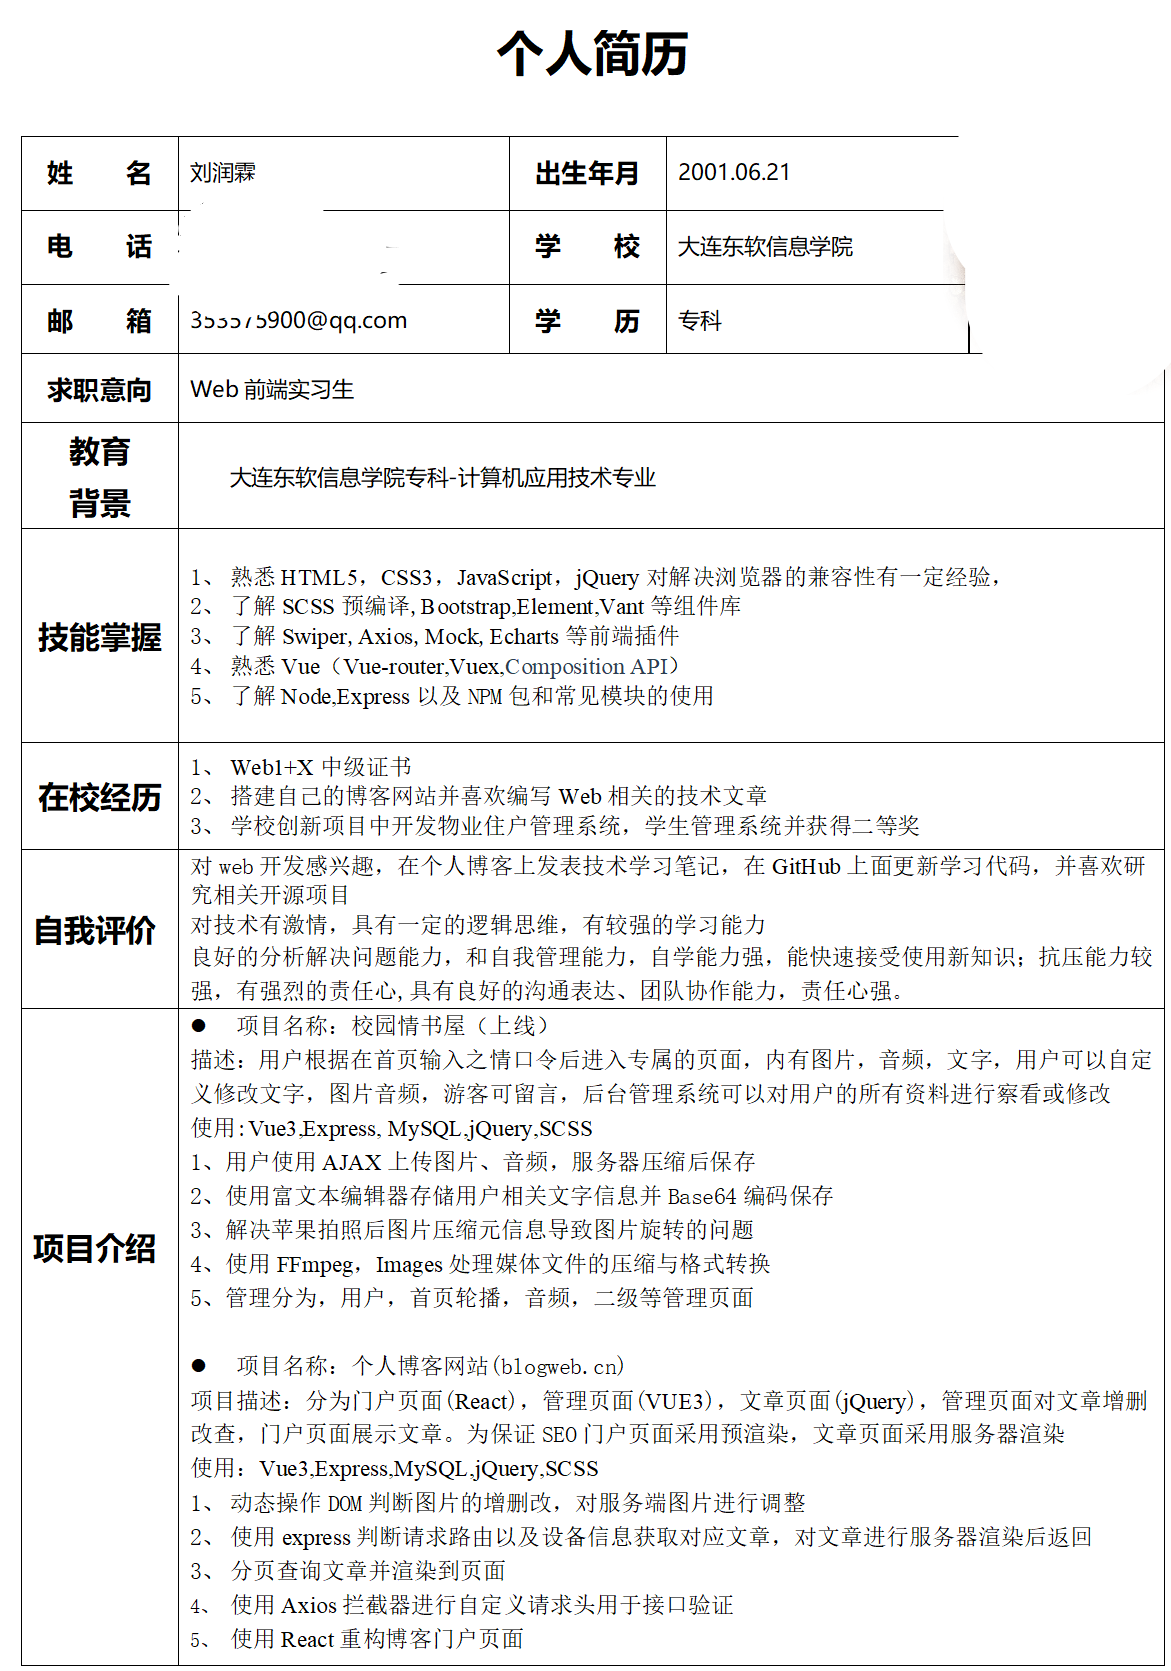 个人简历
姓 名 刘润霖 出生年月 2001.06.21
电 话 学 校 大连东软信息学院
邮 箱 353575900@qq.com 学 历 专科
求职意向 Web 前端实习生
教育
背景
大连东软信息学院专科-计算机应用技术专业
技能掌握
1、 熟悉 HTML5，CSS3，JavaScript，jQuery 对解决浏览器的兼容性有一定经验，
2、 了解 SCSS 预编译, Bootstrap,Element,Vant 等组件库
3、 了解 Swiper, Axios, Mock, Echarts 等前端插件
4、 熟悉 Vue（Vue-router,Vuex,Composition API）
5、 了解 Node,Express 以及 NPM 包和常见模块的使用
在校经历
1、 Web1+X 中级证书
2、 搭建自己的博客网站并喜欢编写 Web 相关的技术文章
3、 学校创新项目中开发物业住户管理系统，学生管理系统并获得二等奖
自我评价
对 web 开发感兴趣，在个人博客上发表技术学习笔记，在 GitHub 上面更新学习代码，并喜欢研
究相关开源项目
对技术有激情，具有一定的逻辑思维，有较强的学习能力
良好的分析解决问题能力，和自我管理能力，自学能力强，能快速接受使用新知识；抗压能力较
强，有强烈的责任心,具有良好的沟通表达、团队协作能力，责任心强。
项目介绍
● 项目名称：校园情书屋（上线）
描述：用户根据在首页输入之情口令后进入专属的页面，内有图片，音频，文字，用户可以自定
义修改文字，图片音频，游客可留言，后台管理系统可以对用户的所有资料进行察看或修改
使用:Vue3,Express, MySQL,jQuery,SCSS
1、用户使用 AJAX 上传图片、音频，服务器压缩后保存
2、使用富文本编辑器存储用户相关文字信息并 Base64 编码保存
3、解决苹果拍照后图片压缩元信息导致图片旋转的问题
4、使用 FFmpeg，Images 处理媒体文件的压缩与格式转换
5、管理分为，用户，首页轮播，音频，二级等管理页面
● 项目名称：个人博客网站(blogweb.cn)
项目描述：分为门户页面(React)，管理页面(VUE3)，文章页面(jQuery)，管理页面对文章增删
改查，门户页面展示文章。为保证 SEO 门户页面采用预渲染，文章页面采用服务器渲染
使用：Vue3,Express,MySQL,jQuery,SCSS
1、 动态操作 DOM 判断图片的增删改，对服务端图片进行调整
2、 使用 express 判断请求路由以及设备信息获取对应文章，对文章进行服务器渲染后返回
3、 分页查询文章并渲染到页面
4、 使用 Axios 拦截器进行自定义请求头用于接口验证
5、 使用 React 重构博客门户页面